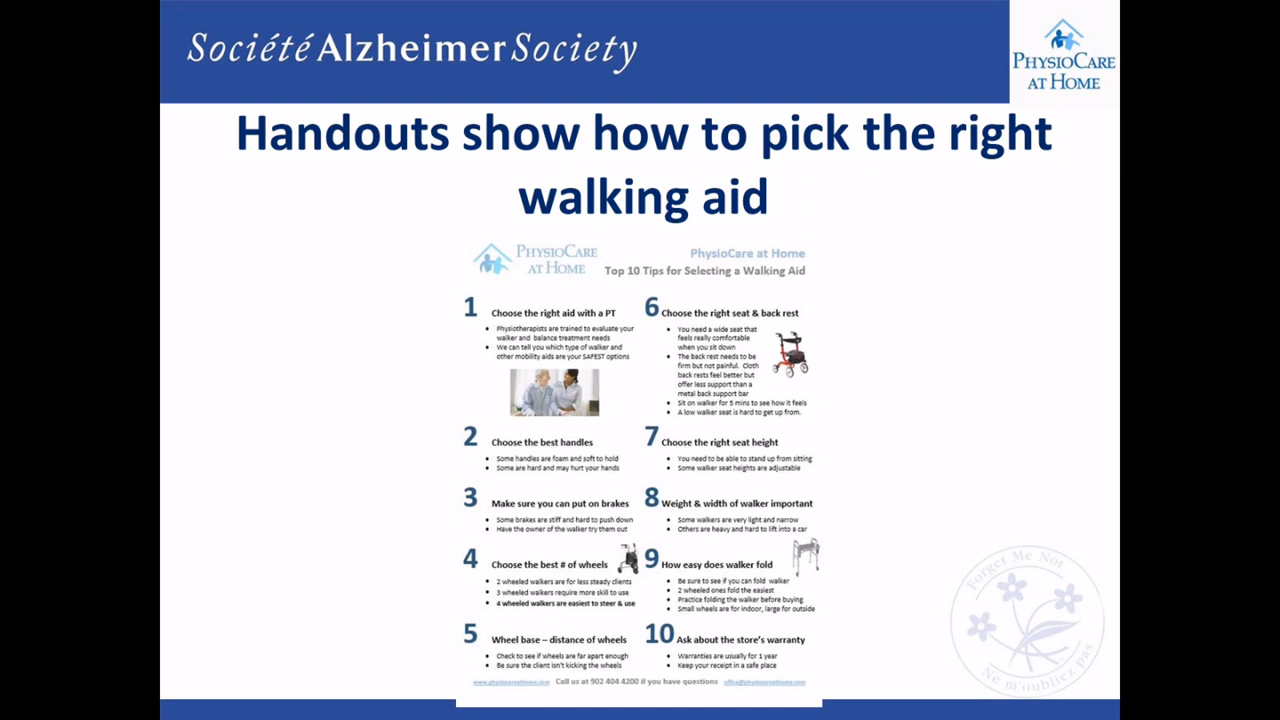 Société Alzheimer Society
PHYSIOCARE
AT HOME
Handouts show how to pick the right
walking aid
PHYSIOCARE
AT HOME
PhysioCare at Home
Top 10 Tips for Selecting a Walking Aid
1 Choose the right aid with a PT
• Physiotherapists are trained to evaluate your
walker and balance treatment needs
• We can tell you which type of walker and
other mobility aids are your SAFEST options
2 Choose the best handles
• Some handles are foam and soft to hold
• Some are hard and may hurt your hands
3 Make sure you can put on brakes
• Some brakes are stiff and hard to push down
• Have the owner of the walker try them out
4 Choose the best # of wheels
• 2 wheeled walkers are for less steady clients
• 3 wheeled walkers require more skill to use
• 4 wheeled walkers are easiest to steer & use
5 Wheel base – distance of wheels
• Check to see if wheels are far apart enough
• Be sure the client isn't kicking the wheels
6 Choose the right seat & back rest
• You need a wide seat that
feels really comfortable
when you sit down
• The back rest needs to be
firm but not painful. Cloth
back rests feel better but
offer less support than a
metal back support bar
• Sit on walker for 5 mins to see how it feels
• A low walker seat is hard to get up from.
7 Choose the right seat height
• You need to be able to stand up from sitting
• Some walker seat heights are adjustable
8 Weight & width of walker important
• Some walkers are very light and narrow
• Others are heavy and hard to lift into a car
9 How easy does walker fold
• Be sure to see if you can fold walker
• 2 wheeled ones fold the easiest
• Practice folding the walker before buying
• Small wheels are for indoor, large for outside
10 Ask about the store's warranty
• Warranties are usually for 1 year
• Keep your receipt in a safe place
www.physiocareathome.com Call us at 902 404 4200 if you have questions office@physiocareathome.com
Forget Me Not
Ne m'oubliez pas